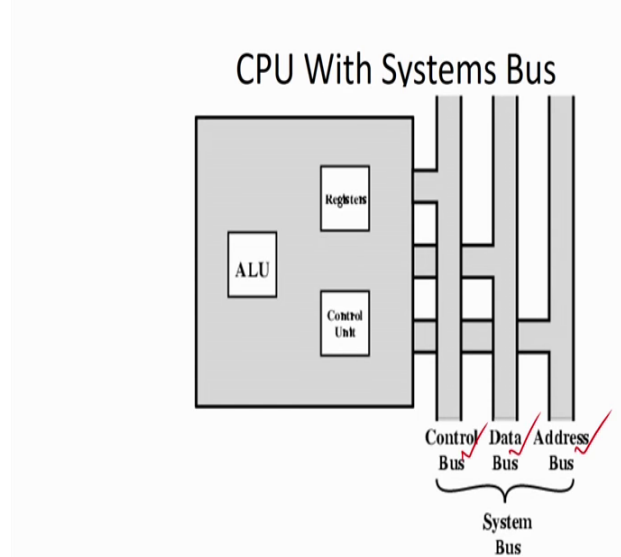 CPU With Systems Bus
Registers
ALU
Control
Unit
Control Data Address
Bus Bus Bus
System
Bus